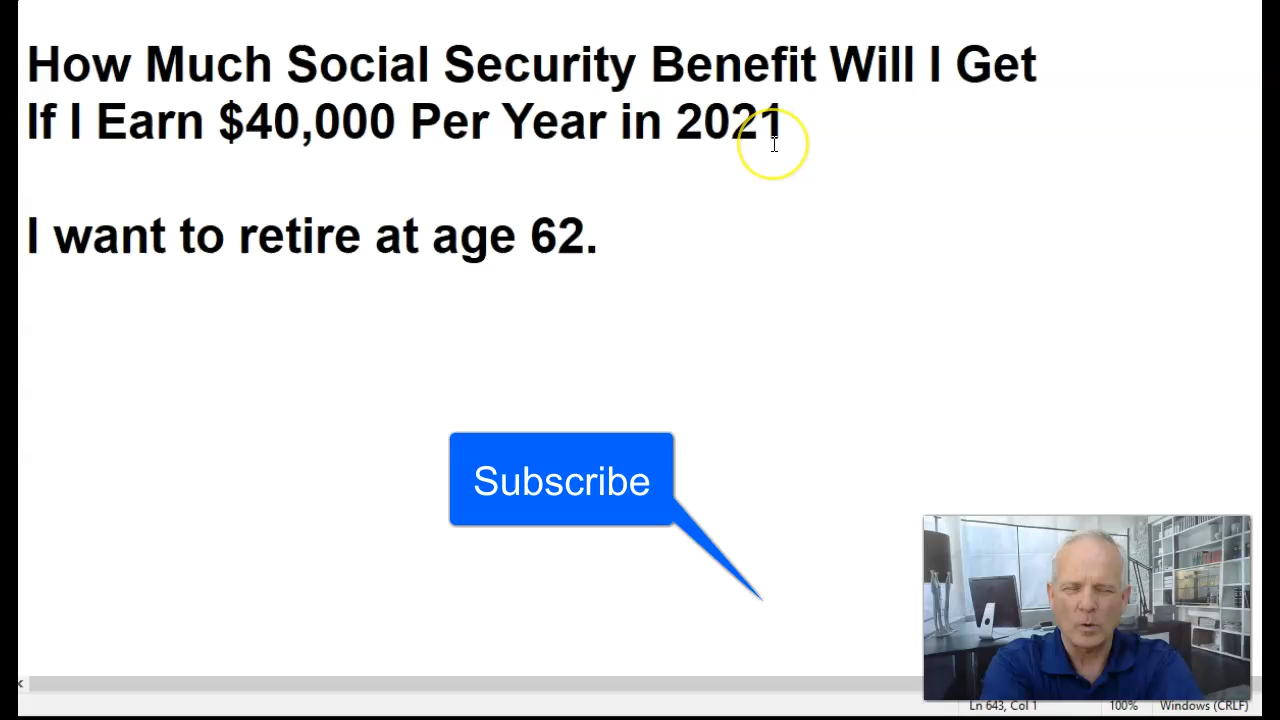 How Much Social Security Benefit Will I Get
If I Earn $40,000 Per Year in 2021
I want to retire at age 62.
Subscribe
Ln 643, Col 1
100%
Windows (CRLF)